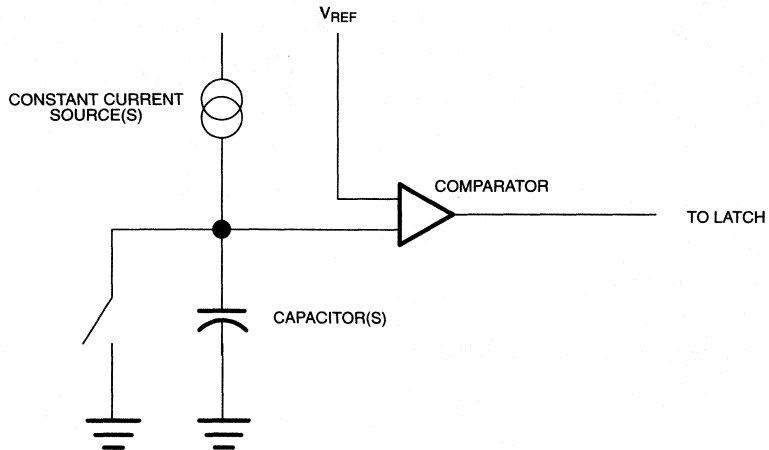 VREF
CONSTANT CURRENT
SOURCE(S)
COMPARATOR
TO LATCH
CAPACITOR(S)